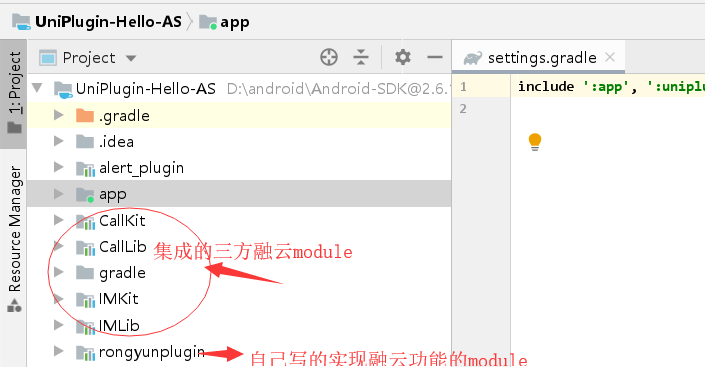 UniPlugin-Hello-AS app
1: Project
Resource Manager
Project
UniPlugin-Hello-AS D:\android\Android-SDK@2.6.
.gradle
.idea
alert_plugin
app
CallKit
CallLib
gradle
IMKit
IMLib
rongyunplugin
集成的三方融云module
自己写的实现融云功能的module
settings.gradle
1 include ':app', ':uniplu
2